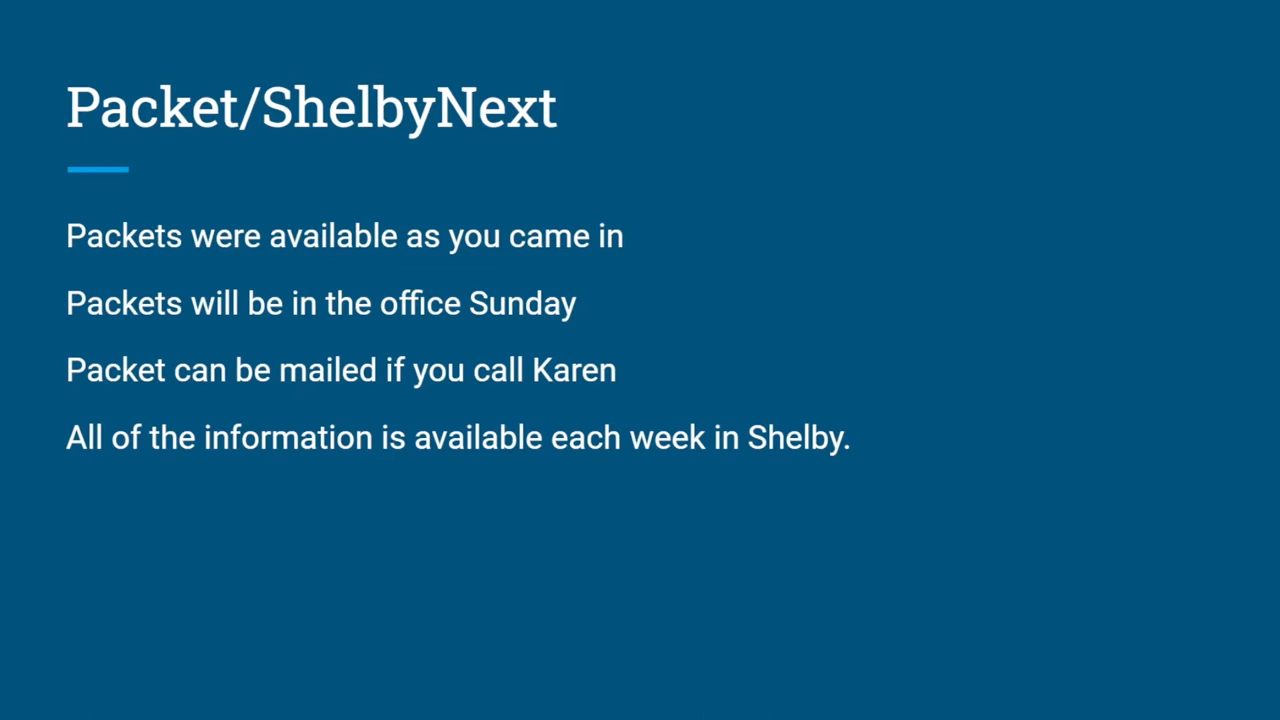 Packet/ShelbyNext
Packets were available as you came in
Packets will be in the office Sunday
Packet can be mailed if you call Karen
All of the information is available each week in Shelby.